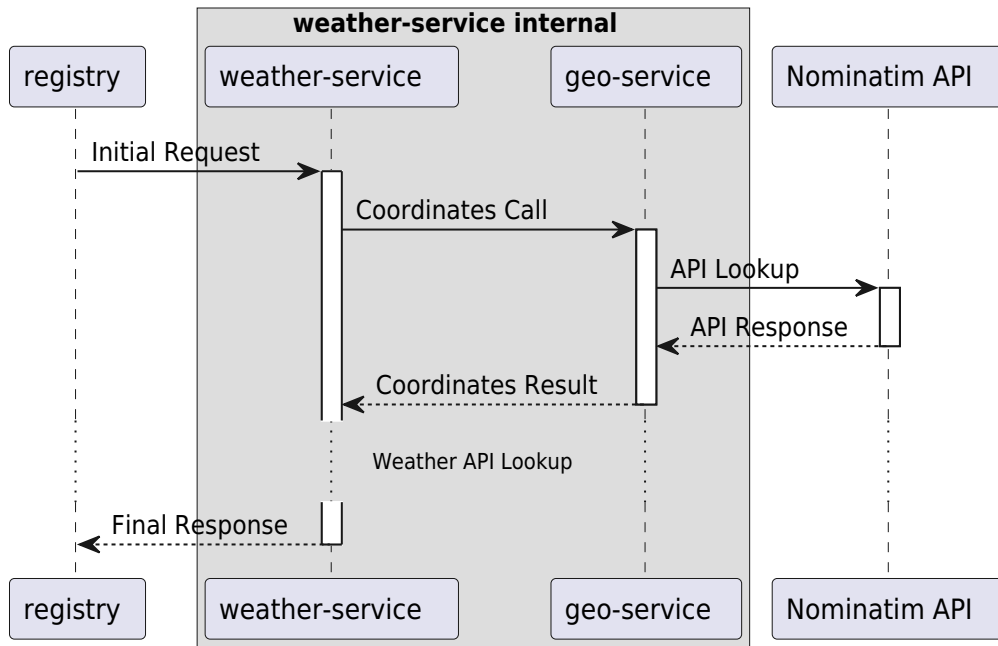 weather-service internal
registry
weather-service
geo-service
Nominatim API
Initial Request
Coordinates Call
API Lookup
API Response
Coordinates Result
Weather API Lookup
Final Response
registry
weather-service
geo-service
Nominatim API